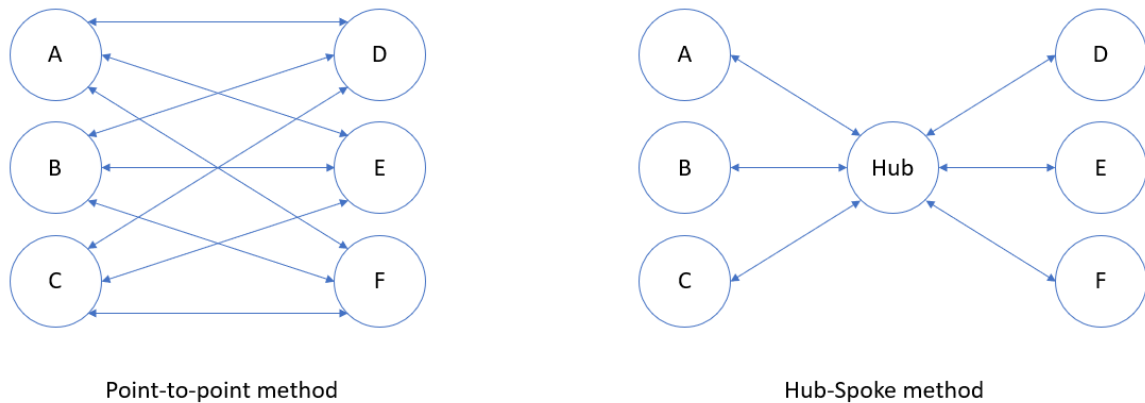 A
D
B
E
C
F
Point-to-point method
A
D
B
Hub
E
C
F
Hub-Spoke method